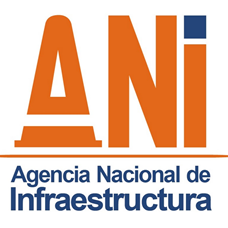 ANi
Agencia Nacional de
Infraestructura